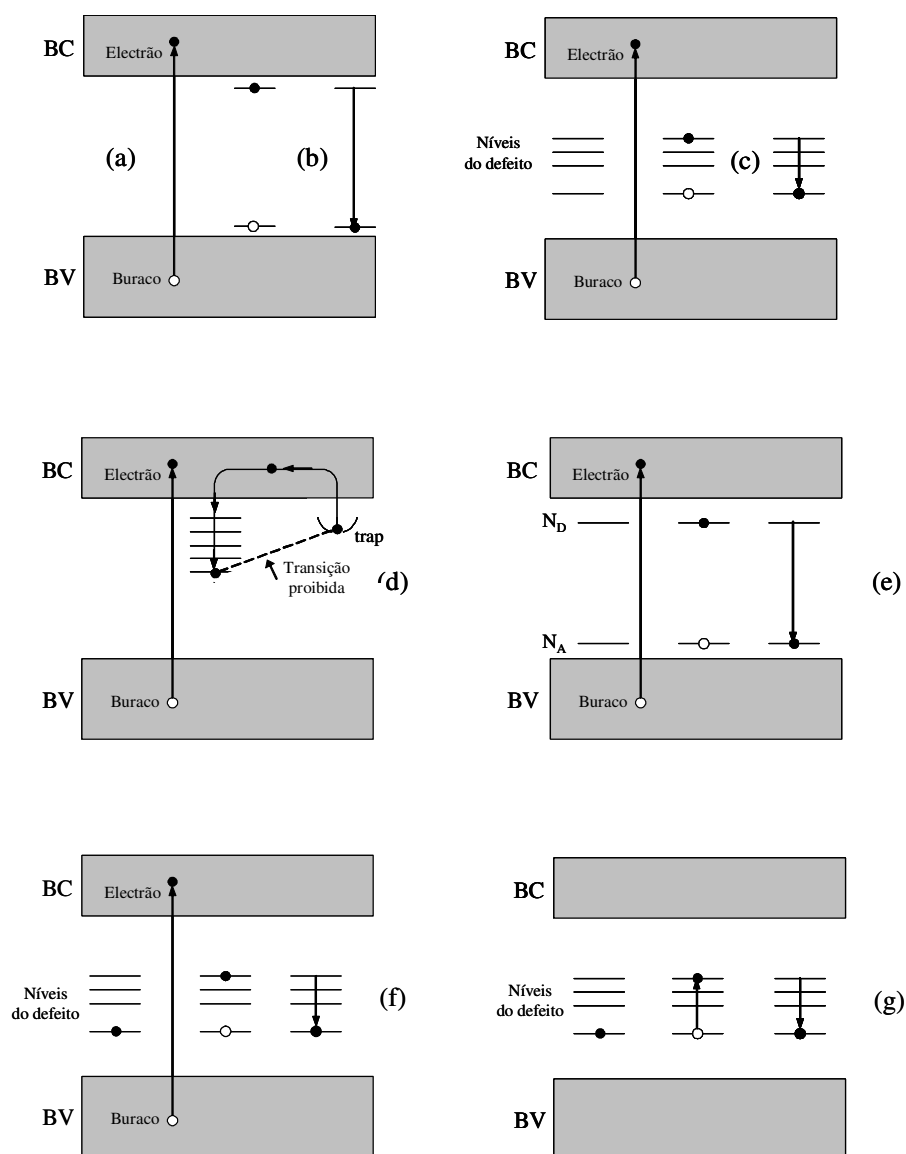 BC
Electrão
(a)
(b)
BV
Buraco
BC
Electrão
Níveis
do defeito
(c)
BV
Buraco
BC
Electrão
trap
Transição
proibida
‘d)
BV
Buraco
BC
Electrão
N_D
(e)
N_A
BV
Buraco
BC
Electrão
Níveis
do defeito
(f)
BV
Buraco
BC
Níveis
do defeito
(g)
BV